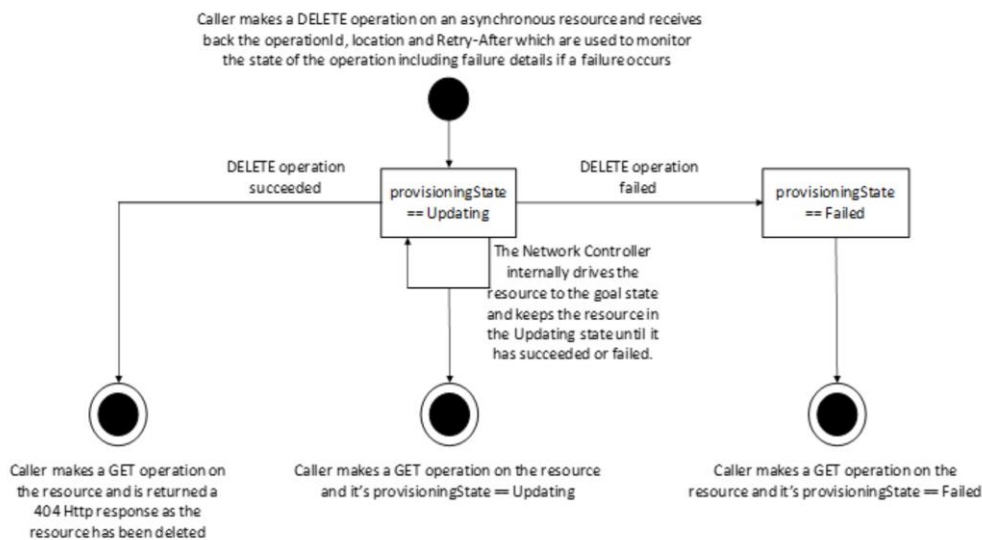 Caller makes a DELETE operation on an asynchronous resource and receives
back the operationId, location and Retry-After which are used to monitor
the state of the operation including failure details if a failure occurs
DELETE operation
succeeded
provisioningState
== Updating
DELETE operation
failed
provisioningState
== Failed
The Network Controller
internally drives the
resource to the goal state
and keeps the resource in
the Updating state until it
has succeeded or failed.
Caller makes a GET operation on
the resource and is returned a
404 Http response as the
resource has been deleted
Caller makes a GET operation on the resource
and it's provisioningState == Updating
Caller makes a GET operation on the
resource and it's provisioningState == Failed